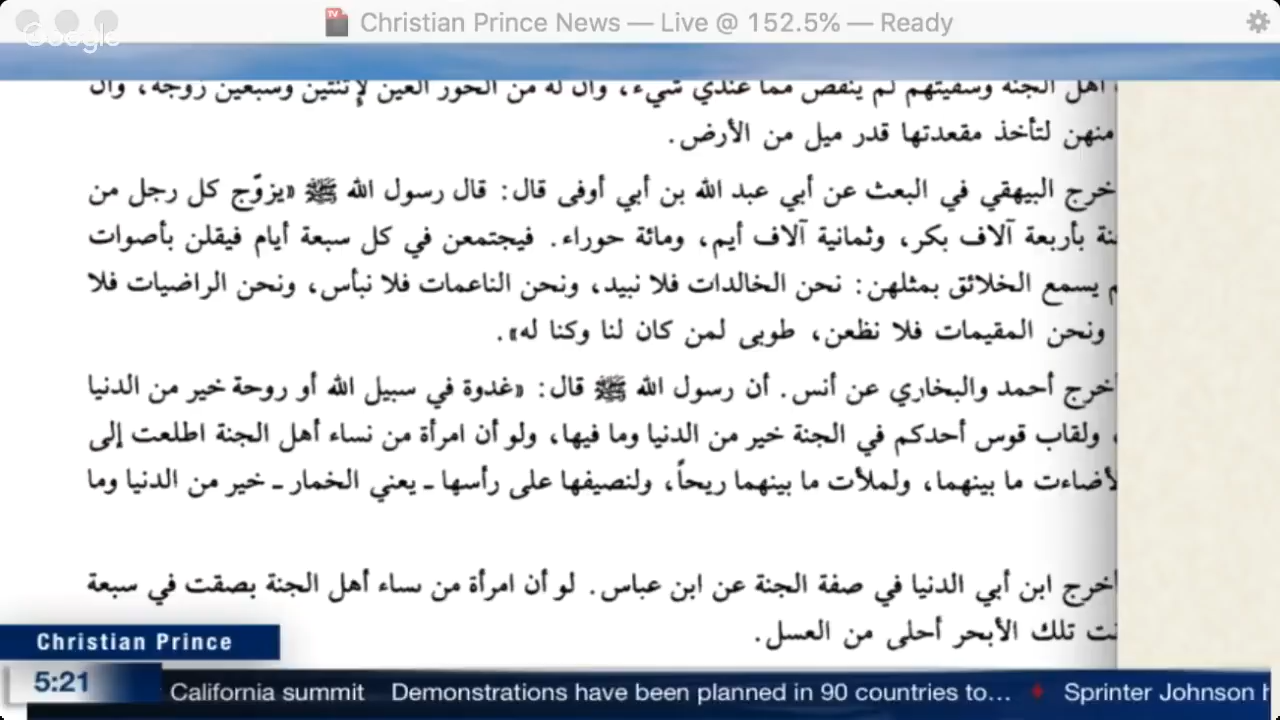 Christian Prince News — Live @ 152.5% — Ready
Google
أهل الجنة وسقيتهم لم ينقص مما عندي شيء، وان له من الحور العين لإثنتين وسبعين زوجة، وان
منهن لتأخذ مقعدتها قدر ميل من الأرض.
خرج البيهقي في البعث عن أبي عبد الله بن أبي أوفى قال: قال رسول الله ﷺ «يزوّج كل رجل من
نة بأربعة آلاف بكر، وثمانية آلاف أيم، ومائة حوراء. فيجتمعن في كل سبعة أيام فيقلن بأصوات
م يسمع الخلائق بمثلهن: نحن الخالدات فلا نبيد، ونحن الناعمات فلا نبأس، ونحن الراضيات فلا
ونحن المقيمات فلا نظعن، طوبى لمن كان لنا وكنا له».
خرج أحمد والبخاري عن أنس. أن رسول الله ﷺ قال: «غدوة في سبيل الله أو روحة خير من الدنيا
، ولقاب قوس أحدكم في الجنة خير من الدنيا وما فيها، ولو أن امرأة من نساء أهل الجنة اطلعت إلى
لأضاءت ما بينهما، ولملأت ما بينهما ريحاً، ولنصيفها على رأسها ـ يعني الخمار ـ خير من الدنيا وما
خرج ابن أبي الدنيا في صفة الجنة عن ابن عباس. لو أن امرأة من نساء أهل الجنة بصقت في سبعة
نت تلك الأبحر أحلى من العسل.
Christian Prince
5:21
California summit Demonstrations have been planned in 90 countries to... Sprinter Johnson h